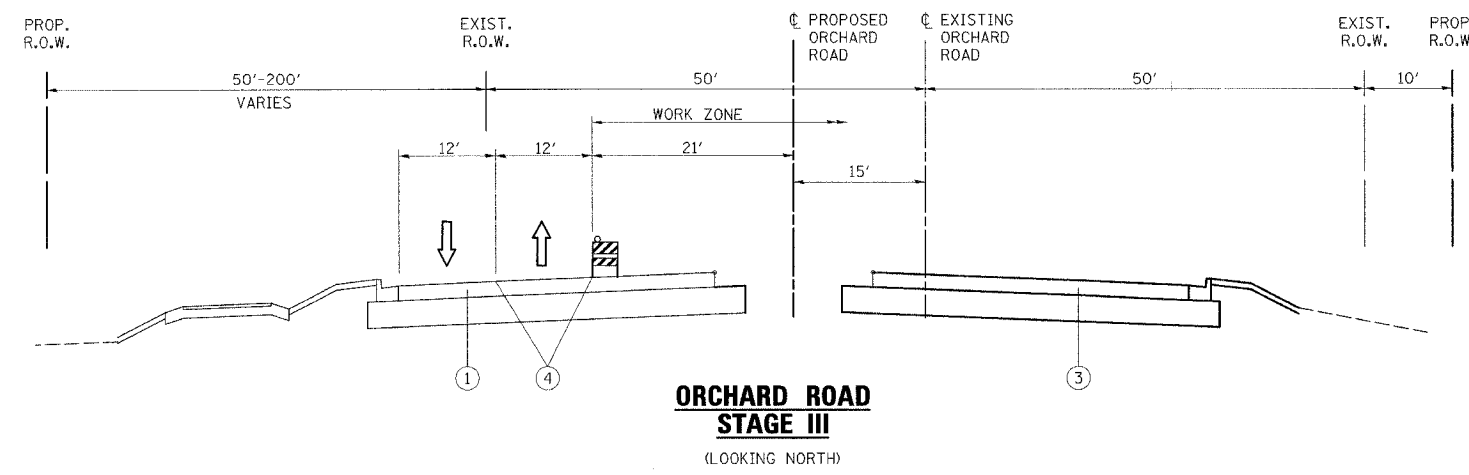 PROP.
R.O.W.
EXIST.
R.O.W.
℄ PROPOSED
ORCHARD
ROAD
℄ EXISTING
ORCHARD
ROAD
EXIST.
R.O.W.
PROP
R.O.W
50'-200'
VARIES
50'
50'
10'
WORK ZONE
12'
12'
21'
15'
1
4
3
ORCHARD ROAD
STAGE III
(LOOKING NORTH)